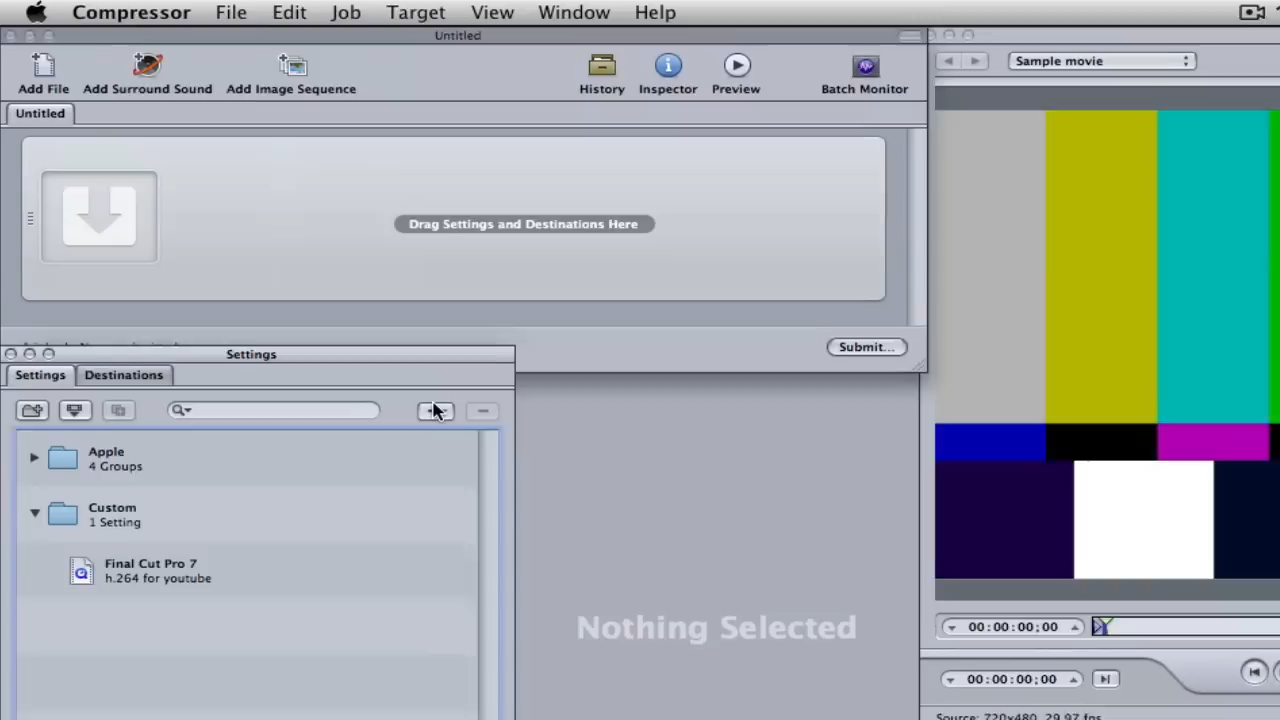 Compressor File Edit Job Target View Window Help
Untitled
Add File Add Surround Sound Add Image Sequence History Inspector Preview Batch Monitor
Sample movie
Untitled
Drag Settings and Destinations Here
Submit...
Settings
Settings Destinations
Apple
4 Groups
Custom
1 Setting
Final Cut Pro 7
h.264 for youtube
Nothing Selected
00:00:00;00
00:00:00;00
Source: 720x480, 29.97 fps